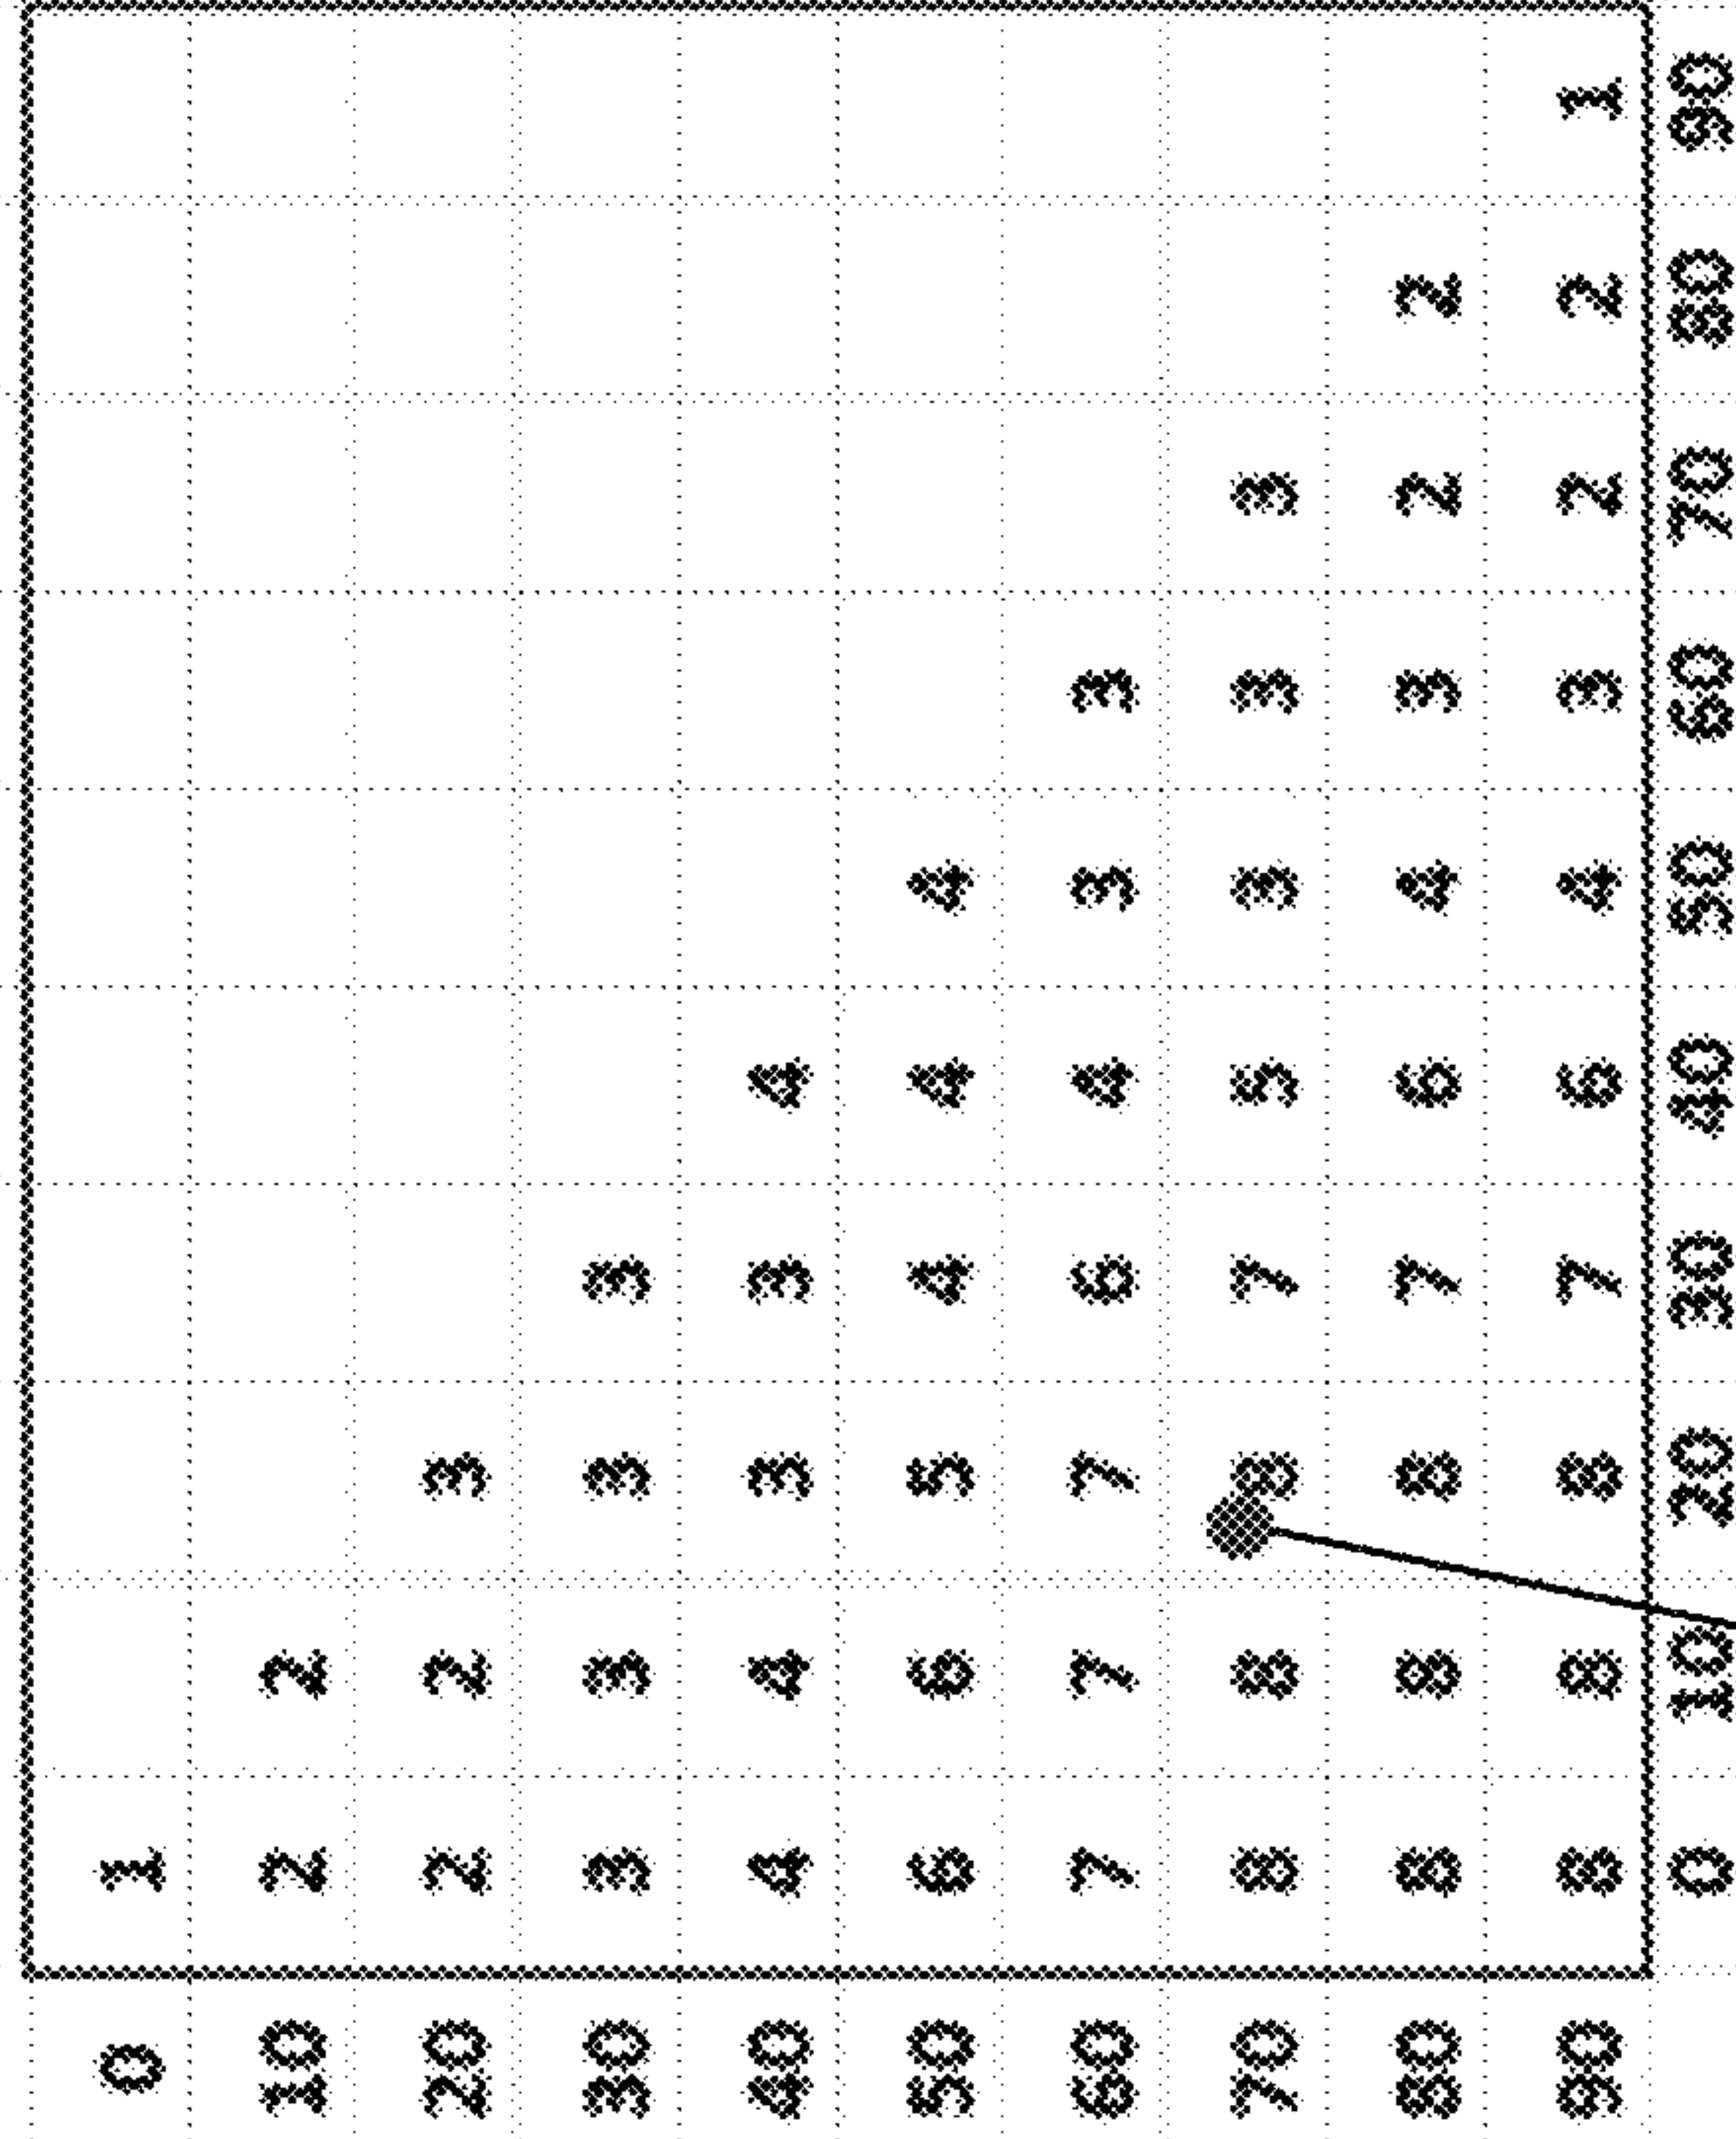 0 1
10 2 2
20 2 2 3
30 3 3 3 3
40 4 4 3 3 4
50 6 6 5 4 4 4
60 7 7 7 6 4 3 3
70 8 8 8 7 5 3 3 3
80 8 8 8 7 6 4 3 2 2
90 8 8 8 7 6 4 3 2 2 1
0 10 20 30 40 50 60 70 80 90